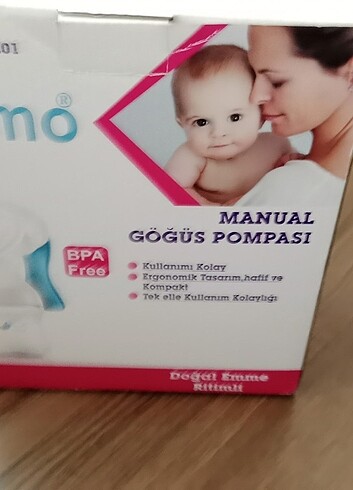 01
mo®
MANUAL
GÖĞÜS POMPASI
BPA
Free
Kullanımı Kolay
Ergonomik Tasarım,hafif ve
Kompakt
Tek elle Kullanım Kolaylığı
Doğal Emme
Ritimli